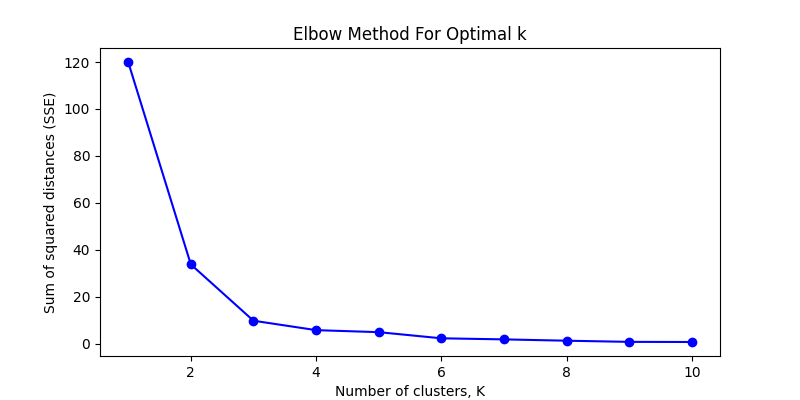 Elbow Method For Optimal k
Sum of squared distances (SSE)
120
100
80
60
40
20
0
2 4 6 8 10
Number of clusters, K